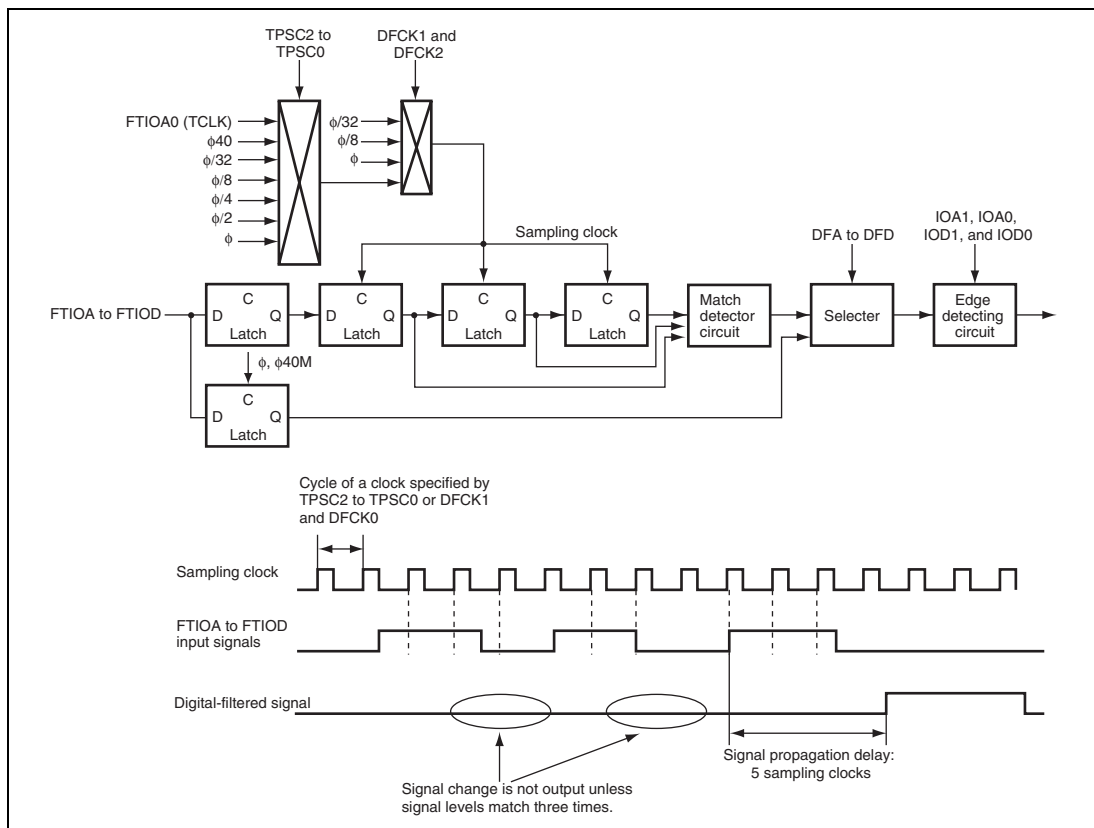 TPSC2 to
TPSC0
DFCK1 and
DFCK2
FTIOA0 (TCLK)
ϕ40
ϕ/32
ϕ/8
ϕ/4
ϕ/2
ϕ
ϕ/32
ϕ/8
ϕ
Sampling clock
DFA to DFD
IOA1, IOA0,
IOD1, and IOD0
FTIOA to FTIOD
C
D Q
Latch
C
D Q
Latch
C
D Q
Latch
C
D Q
Latch
Match
detector
circuit
Selecter
Edge
detecting
circuit
ϕ, ϕ40M
C
D Q
Latch
Cycle of a clock specified by
TPSC2 to TPSC0 or DFCK1
and DFCK0
Sampling clock
FTIOA to FTIOD
input signals
Digital-filtered signal
Signal propagation delay:
5 sampling clocks
Signal change is not output unless
signal levels match three times.